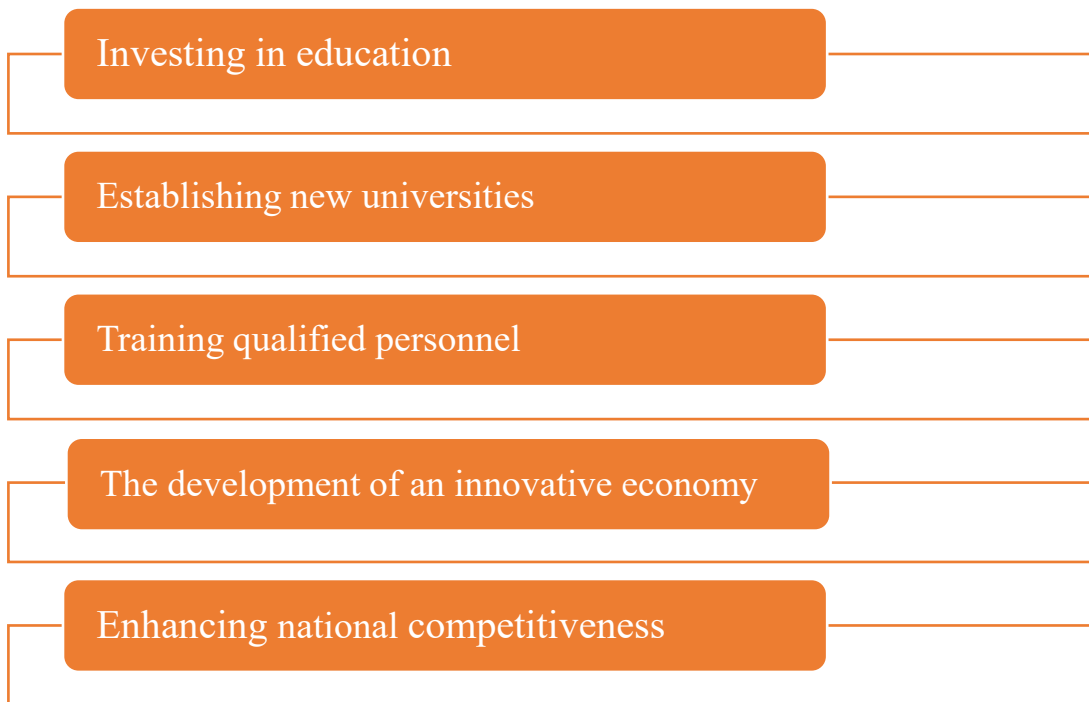 Investing in education
Establishing new universities
Training qualified personnel
The development of an innovative economy
Enhancing national competitiveness